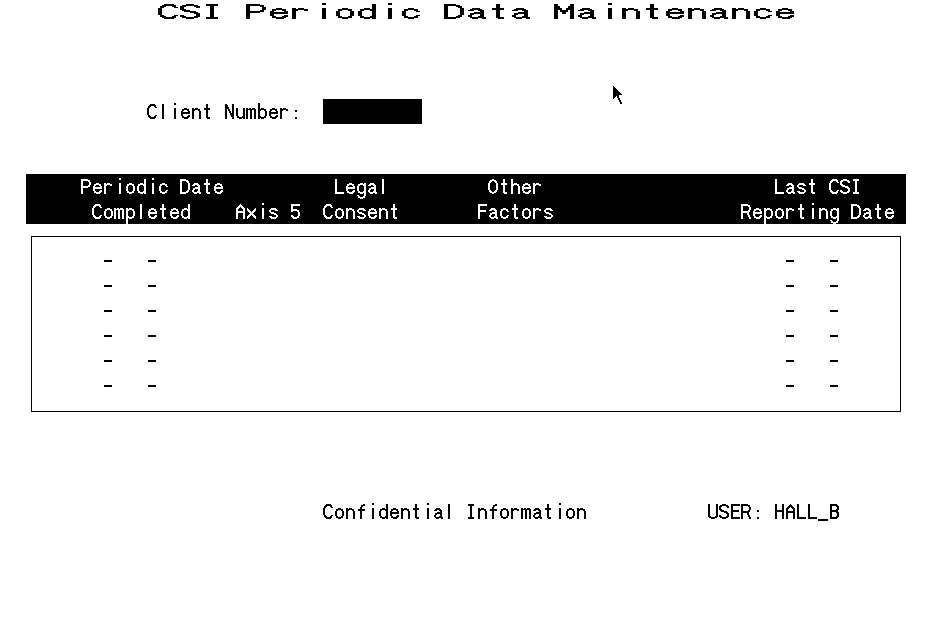 CSI Periodic Data Maintenance
Client Number:
Periodic Date Legal Other Last CSI
Completed Axis 5 Consent Factors Reporting Date
- - - -
- - - -
- - - -
- - - -
- - - -
- - - -
Confidential Information USER: HALL_B